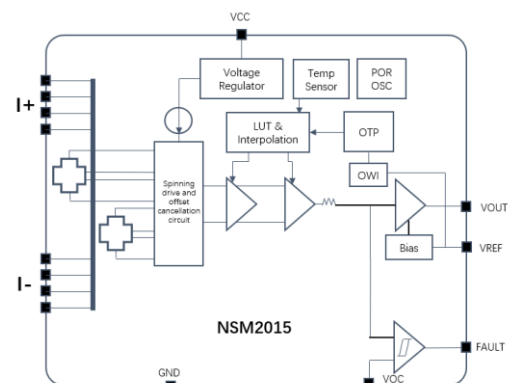 VCC
Voltage
Regulator
Temp
Sensor
POR
OSC
I+
LUT &
Interpolation
OTP
OWI
Spinning
drive and
offset
cancellation
circuit
VOUT
Bias
VREF
I-
NSM2015
FAULT
GND
VOC